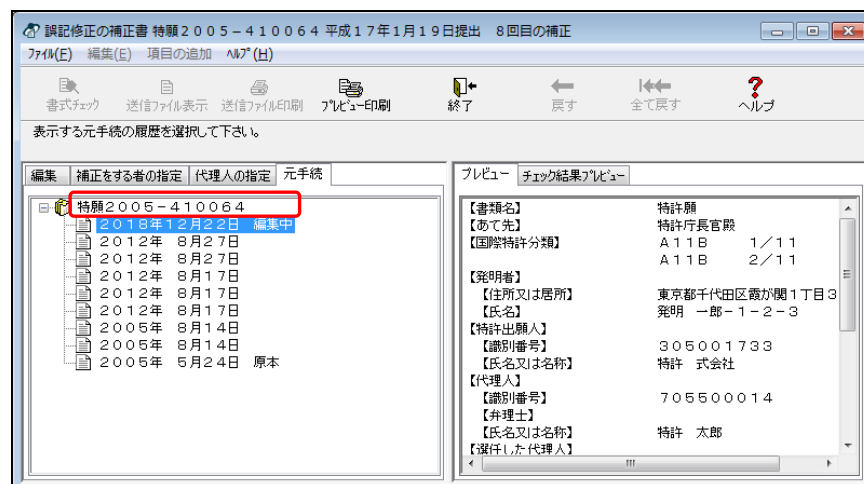 誤記修正の補正書 特願２００５－４１００６４ 平成１７年１月１９日提出　８回目の補正
ﾌｧｲﾙ(F)　編集(E)　項目の追加　ﾍﾙﾌﾟ(H)
書式ﾁｪｯｸ　送信ﾌｧｲﾙ表示　送信ﾌｧｲﾙ印刷　ﾌﾟﾚﾋﾞｭｰ印刷　終了　戻す　全て戻す　ヘルプ
表示する元手続の履歴を選択して下さい。
編集　補正をする者の指定　代理人の指定　元手続
特願２００５－４１００６４
２０１８年１２月２２日　編集中
２０１２年　８月２７日
２０１２年　８月２７日
２０１２年　８月１７日
２０１２年　８月１７日
２０１２年　８月１７日
２００５年　８月１４日
２００５年　８月１４日
２００５年　５月２４日　原本
プレビュー　チェック結果ﾌﾟﾚﾋﾞｭｰ
【書類名】　特許願
【あて先】　特許庁長官殿
【国際特許分類】　Ａ１１Ｂ　１／１１
Ａ１１Ｂ　２／１１
【発明者】
【住所又は居所】　東京都千代田区霞が関１丁目３
【氏名】　発明　一郎－１－２－３
【特許出願人】
【識別番号】　３０５００１７３３
【氏名又は名称】　特許　式会社
【代理人】
【識別番号】　７０５５０００１４
【弁理士】
【氏名又は名称】　特許　太郎
【選任した代理人】